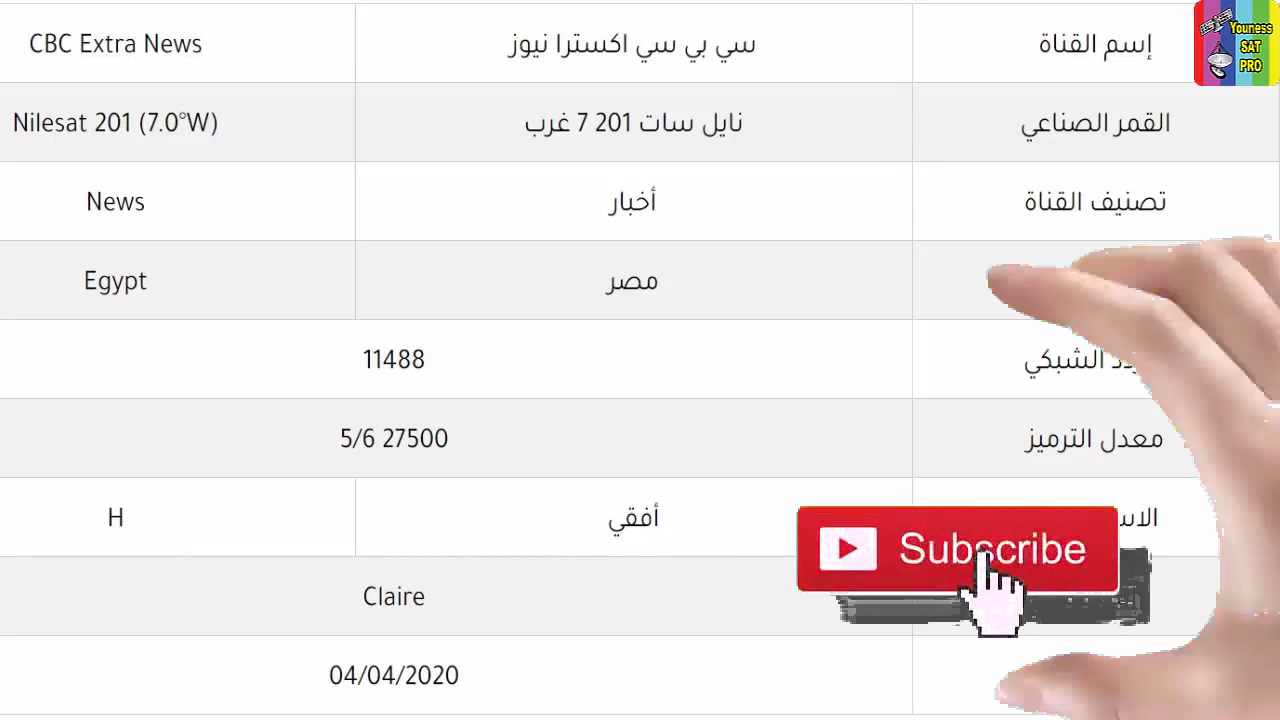 إسم القناة سي بي سي اكسترا نيوز CBC Extra News
القمر الصناعي نايل سات 201 7 غرب Nilesat 201 (7.0°W)
تصنيف القناة أخبار News
مصر Egypt
الشبكي 11488
معدل الترميز 27500 5/6
أفقي H
Claire
04/04/2020
Subscribe
Youness
SAT
PRO